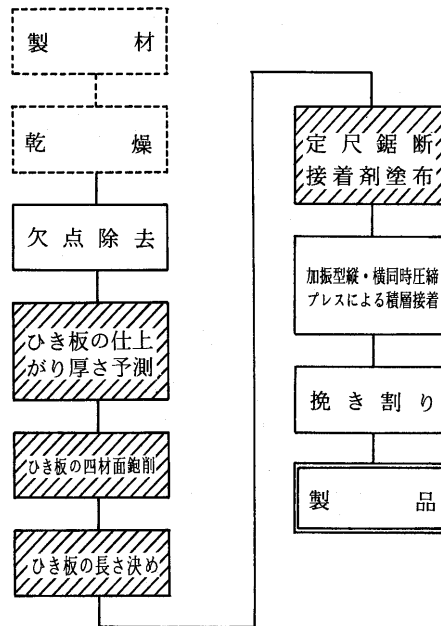 製材
乾燥
欠点除去
ひき板の仕上
がり厚さ予測
ひき板の四材面鉋削
ひき板の長さ決め
定尺鋸断
接着剤塗布
加振型縦・横同時圧締
プレスによる積層接着
挽き割り
製品